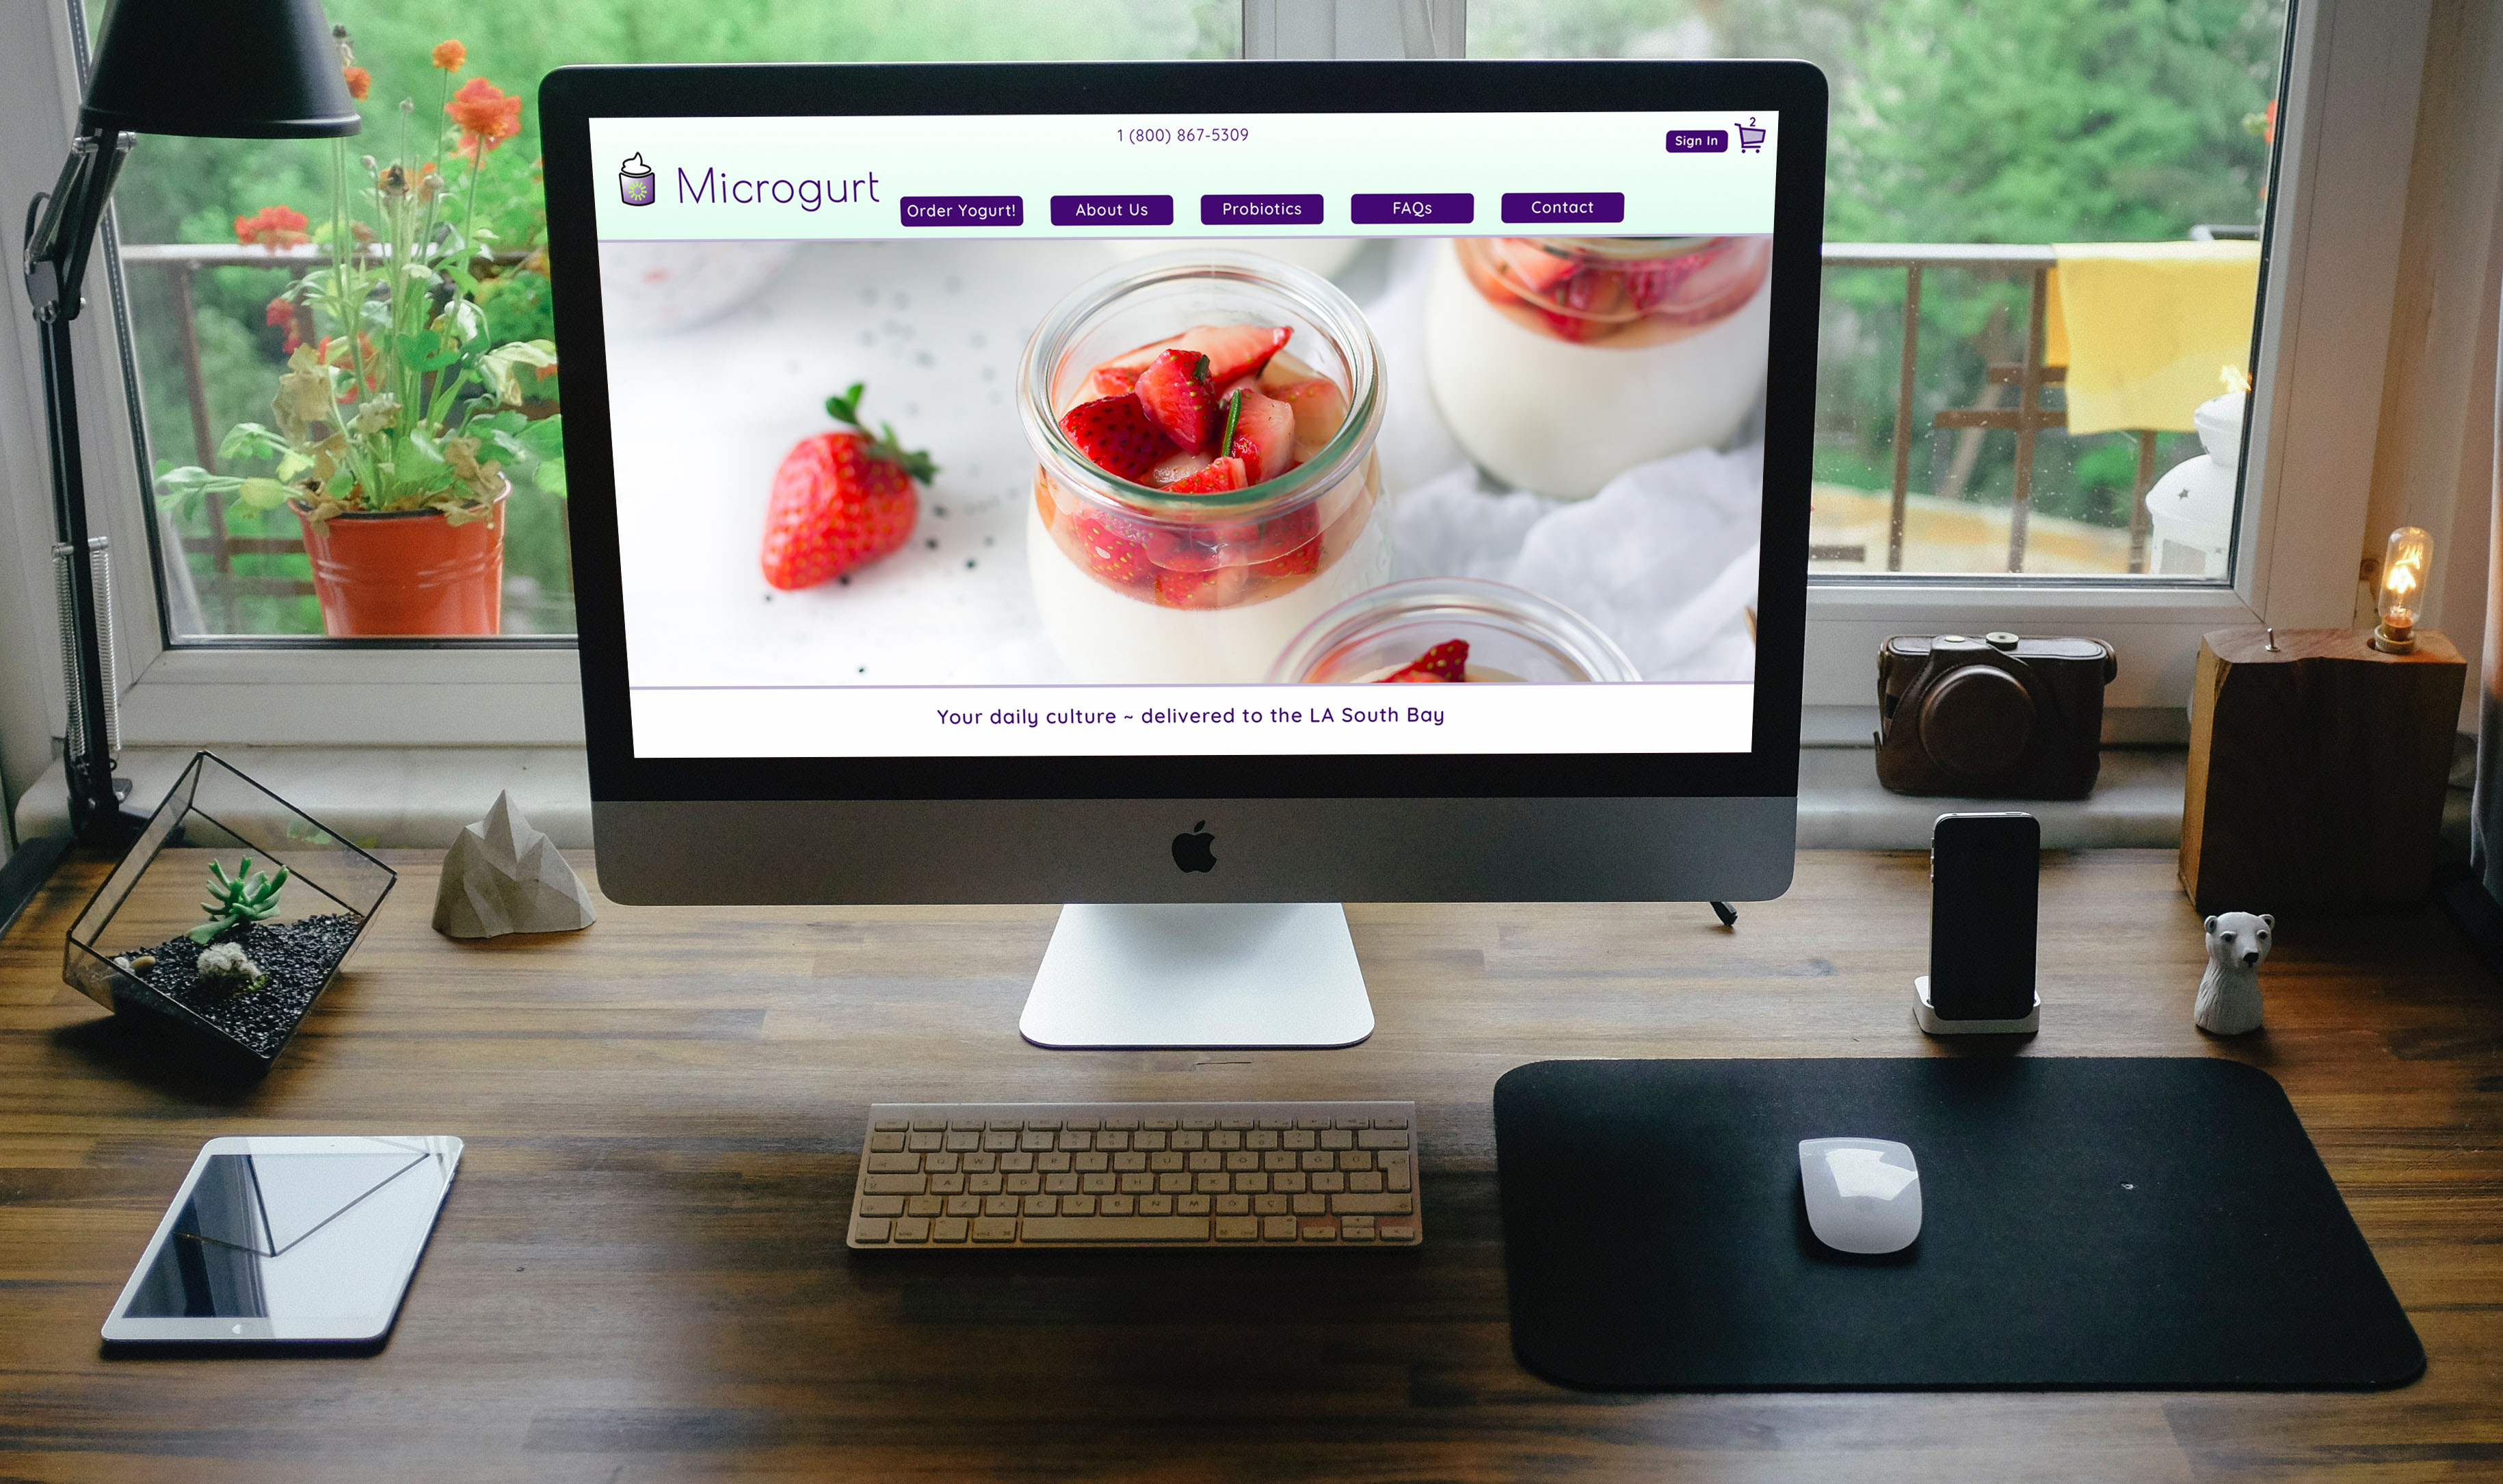 1 (800) 867-5309
2
Sign In
Microgurt
Order Yogurt!
About Us
Probiotics
FAQs
Contact
Your daily culture ~ delivered to the LA South Bay
Q W E R T Y U I O P Ğ Ü
A S D F G H J K L Ş İ
Z X C V B N M Ö Ç